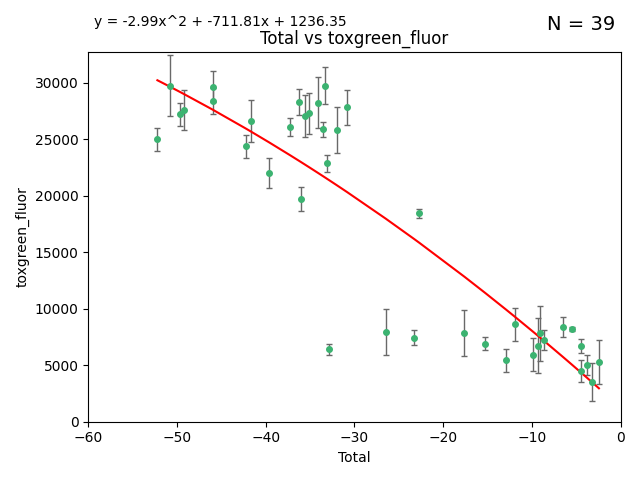 y = -2.99x^2 + -711.81x + 1236.35
N = 39
Total vs toxgreen_fluor
30000
25000
20000
15000
10000
5000
0
toxgreen_fluor
−60
−50
−40
−30
−20
−10
0
Total